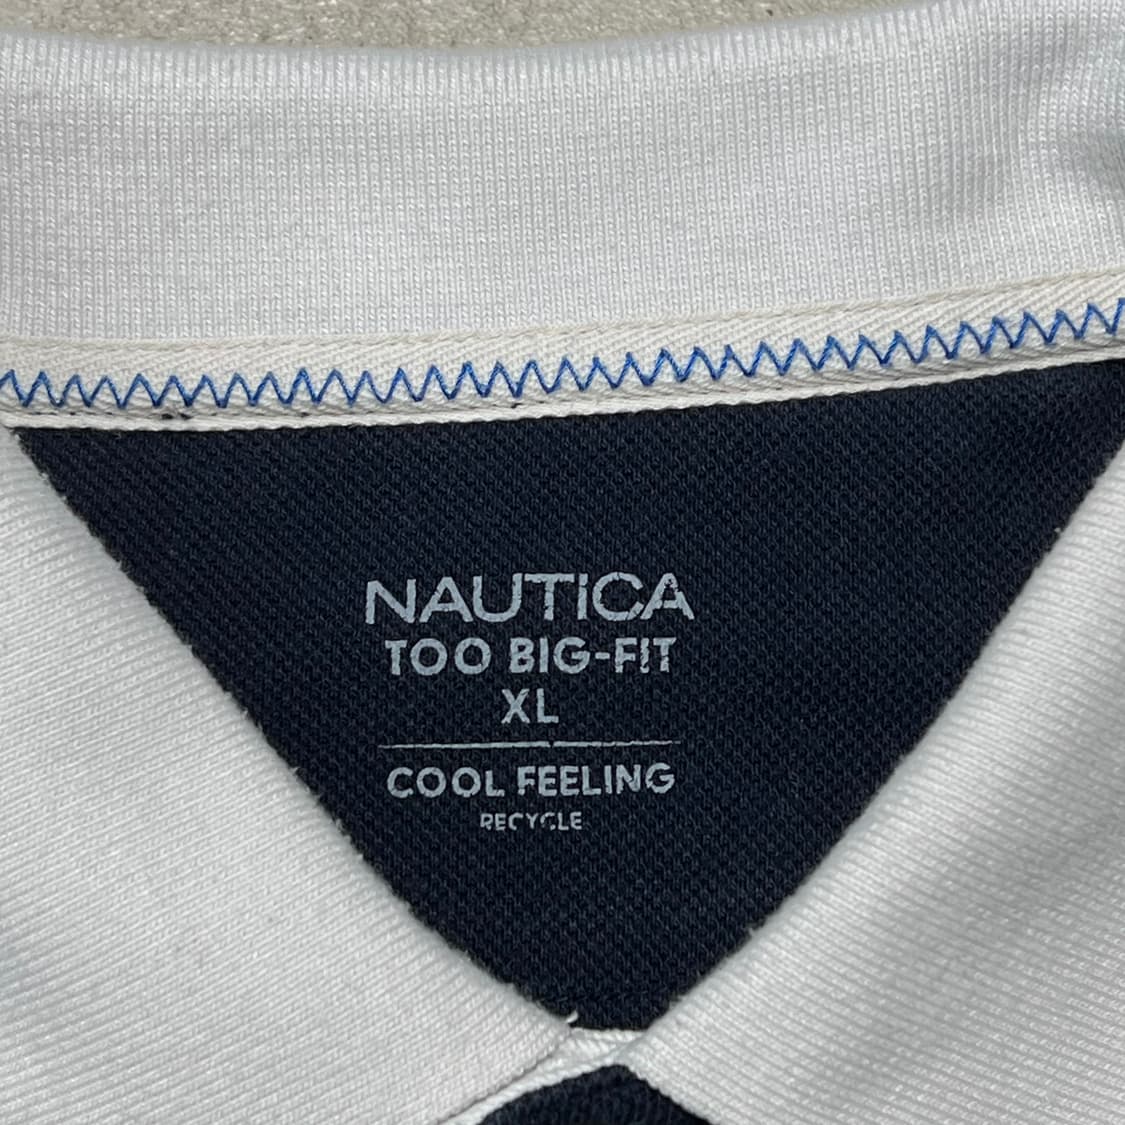 NAUTICA
TOO BIG-FIT
XL
COOL FEELING
RECYCLE